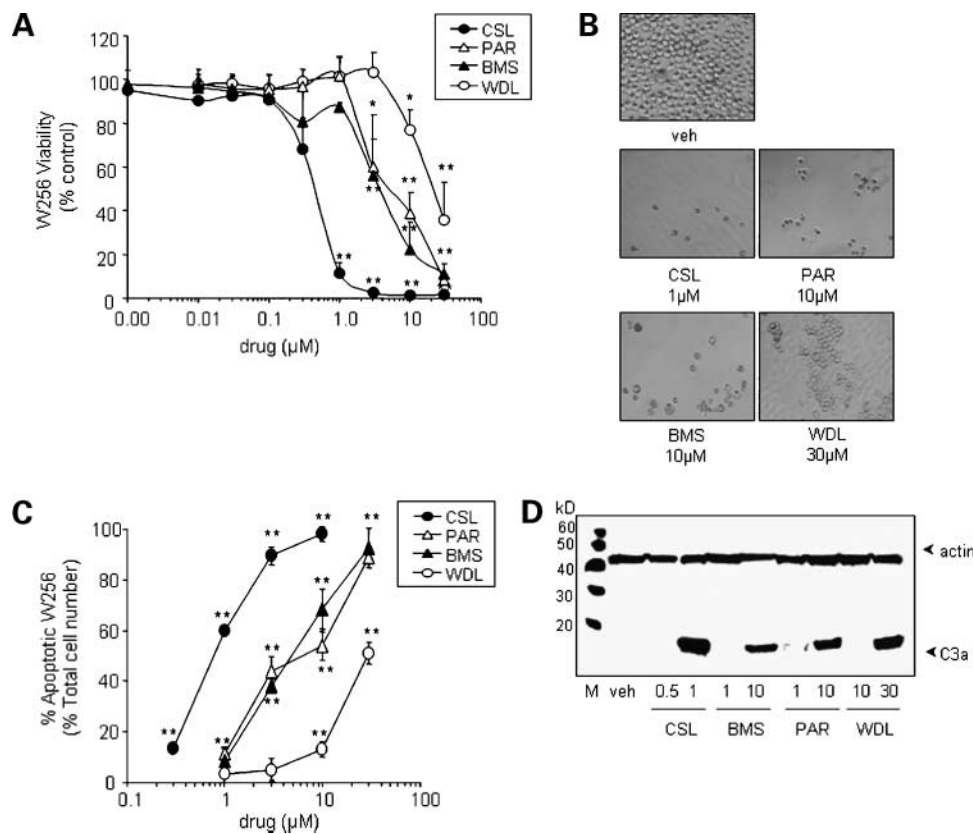 A
CSL
PAR
BMS
WDL
120
100
80
60
40
20
0
W256 Viability
(% control)
* *
** **
** **
** ** **
** ** **
0.00 0.01 0.1 1.0 10 100
drug (µM)
B
veh
CSL
1µM
PAR
10µM
BMS
10µM
WDL
30µM
C
CSL
PAR
BMS
WDL
100
80
60
40
20
0
% Apoptotic W256
(% Total cell number)
** ** **
**
** **
**
**
** ** **
0.1 1 10 100
drug (µM)
D
kD
60
50
40
30
20
actin
C3a
M veh 0.5 1 1 10 1 10 10 30
CSL BMS PAR WDL